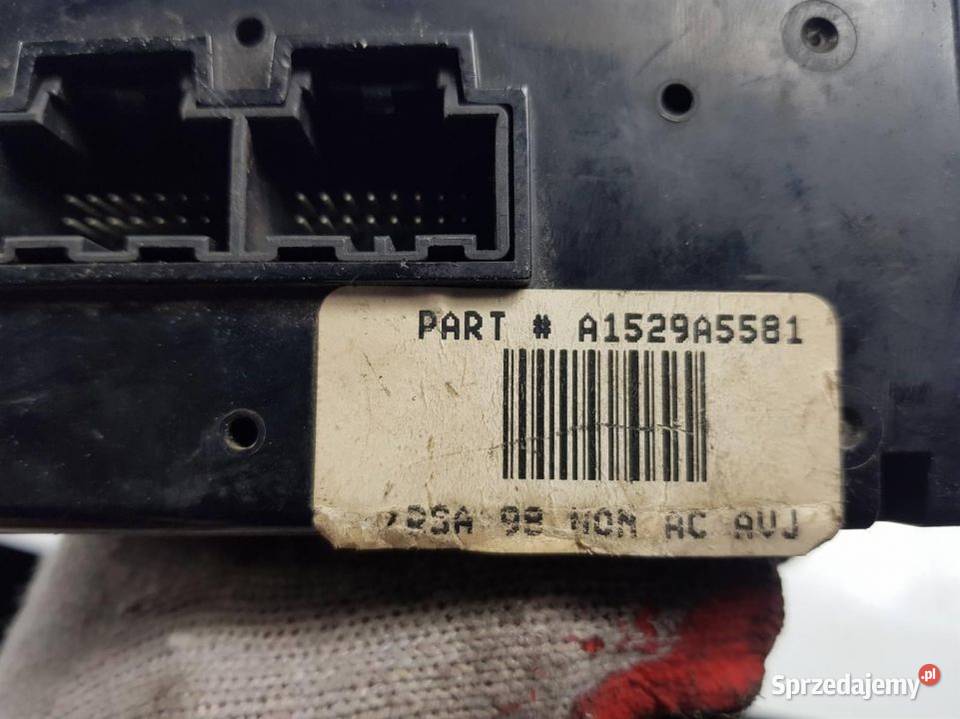 PART # A1529A5581
98 NON AC AVJ
Sprzedajemy.pl